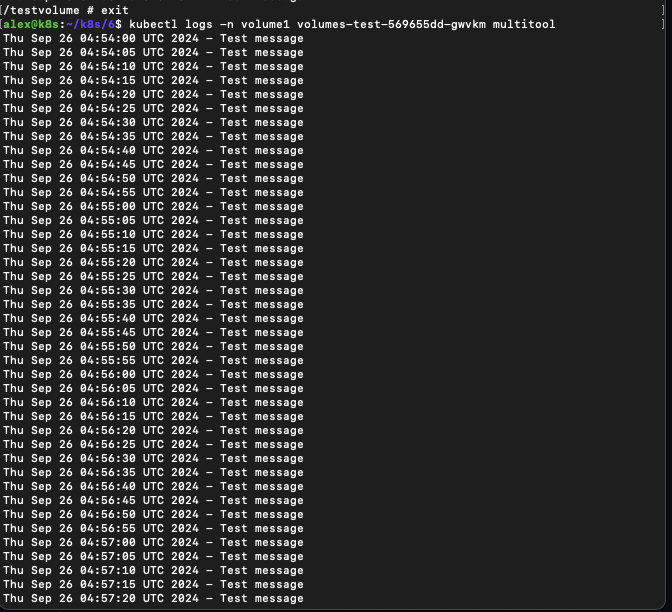 [/testvolume # exit ]
[alex@k8s:~/k8s/6$ kubectl logs -n volume1 volumes-test-569655dd-gwvkm multitool ]
Thu Sep 26 04:54:00 UTC 2024 - Test message
Thu Sep 26 04:54:05 UTC 2024 - Test message
Thu Sep 26 04:54:10 UTC 2024 - Test message
Thu Sep 26 04:54:15 UTC 2024 - Test message
Thu Sep 26 04:54:20 UTC 2024 - Test message
Thu Sep 26 04:54:25 UTC 2024 - Test message
Thu Sep 26 04:54:30 UTC 2024 - Test message
Thu Sep 26 04:54:35 UTC 2024 - Test message
Thu Sep 26 04:54:40 UTC 2024 - Test message
Thu Sep 26 04:54:45 UTC 2024 - Test message
Thu Sep 26 04:54:50 UTC 2024 - Test message
Thu Sep 26 04:54:55 UTC 2024 - Test message
Thu Sep 26 04:55:00 UTC 2024 - Test message
Thu Sep 26 04:55:05 UTC 2024 - Test message
Thu Sep 26 04:55:10 UTC 2024 - Test message
Thu Sep 26 04:55:15 UTC 2024 - Test message
Thu Sep 26 04:55:20 UTC 2024 - Test message
Thu Sep 26 04:55:25 UTC 2024 - Test message
Thu Sep 26 04:55:30 UTC 2024 - Test message
Thu Sep 26 04:55:35 UTC 2024 - Test message
Thu Sep 26 04:55:40 UTC 2024 - Test message
Thu Sep 26 04:55:45 UTC 2024 - Test message
Thu Sep 26 04:55:50 UTC 2024 - Test message
Thu Sep 26 04:55:55 UTC 2024 - Test message
Thu Sep 26 04:56:00 UTC 2024 - Test message
Thu Sep 26 04:56:05 UTC 2024 - Test message
Thu Sep 26 04:56:10 UTC 2024 - Test message
Thu Sep 26 04:56:15 UTC 2024 - Test message
Thu Sep 26 04:56:20 UTC 2024 - Test message
Thu Sep 26 04:56:25 UTC 2024 - Test message
Thu Sep 26 04:56:30 UTC 2024 - Test message
Thu Sep 26 04:56:35 UTC 2024 - Test message
Thu Sep 26 04:56:40 UTC 2024 - Test message
Thu Sep 26 04:56:45 UTC 2024 - Test message
Thu Sep 26 04:56:50 UTC 2024 - Test message
Thu Sep 26 04:56:55 UTC 2024 - Test message
Thu Sep 26 04:57:00 UTC 2024 - Test message
Thu Sep 26 04:57:05 UTC 2024 - Test message
Thu Sep 26 04:57:10 UTC 2024 - Test message
Thu Sep 26 04:57:15 UTC 2024 - Test message
Thu Sep 26 04:57:20 UTC 2024 - Test message